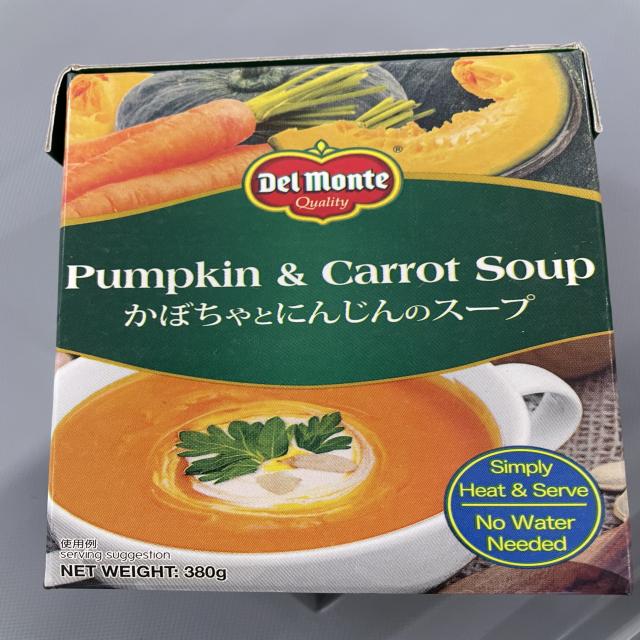 Del Monte
®
Quality
Pumpkin & Carrot Soup
かぼちゃとにんじんのスープ
Simply
Heat & Serve
No Water
Needed
使用例
serving suggestion
NET WEIGHT: 380g